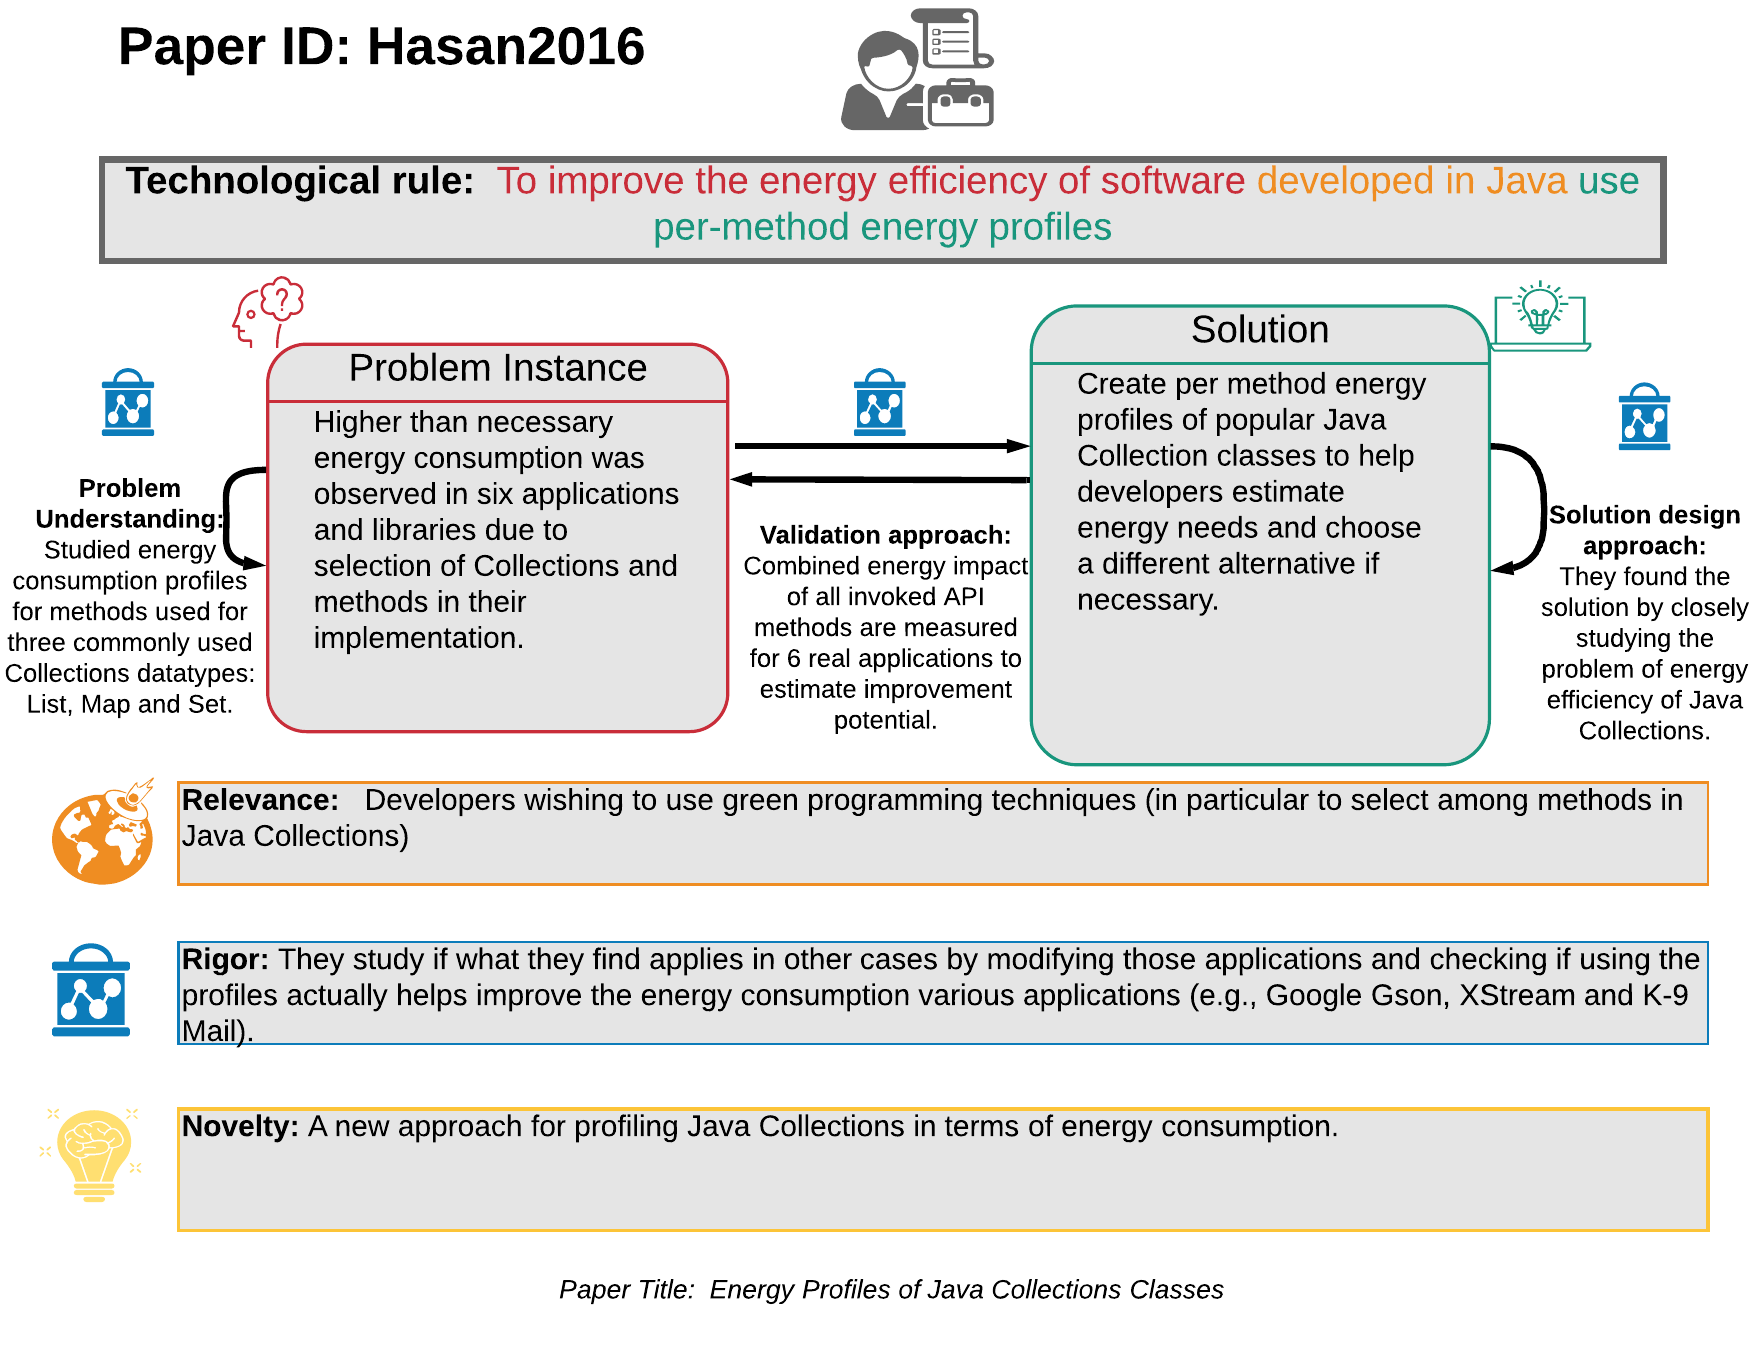 Paper ID: Hasan2016
Technological rule: To improve the energy efficiency of software developed in Java use
per-method energy profiles
Problem Instance
Higher than necessary
energy consumption was
observed in six applications
and libraries due to
selection of Collections and
methods in their
implementation.
Solution
Create per method energy
profiles of popular Java
Collection classes to help
developers estimate
energy needs and choose
a different alternative if
necessary.
Problem
Understanding:
Studied energy
consumption profiles
for methods used for
three commonly used
Collections datatypes:
List, Map and Set.
Validation approach:
Combined energy impact
of all invoked API
methods are measured
for 6 real applications to
estimate improvement
potential.
Solution design
approach:
They found the
solution by closely
studying the
problem of energy
efficiency of Java
Collections.
Relevance: Developers wishing to use green programming techniques (in particular to select among methods in
Java Collections)
Rigor: They study if what they find applies in other cases by modifying those applications and checking if using the
profiles actually helps improve the energy consumption various applications (e.g., Google Gson, XStream and K-9
Mail).
Novelty: A new approach for profiling Java Collections in terms of energy consumption.
Paper Title: Energy Profiles of Java Collections Classes